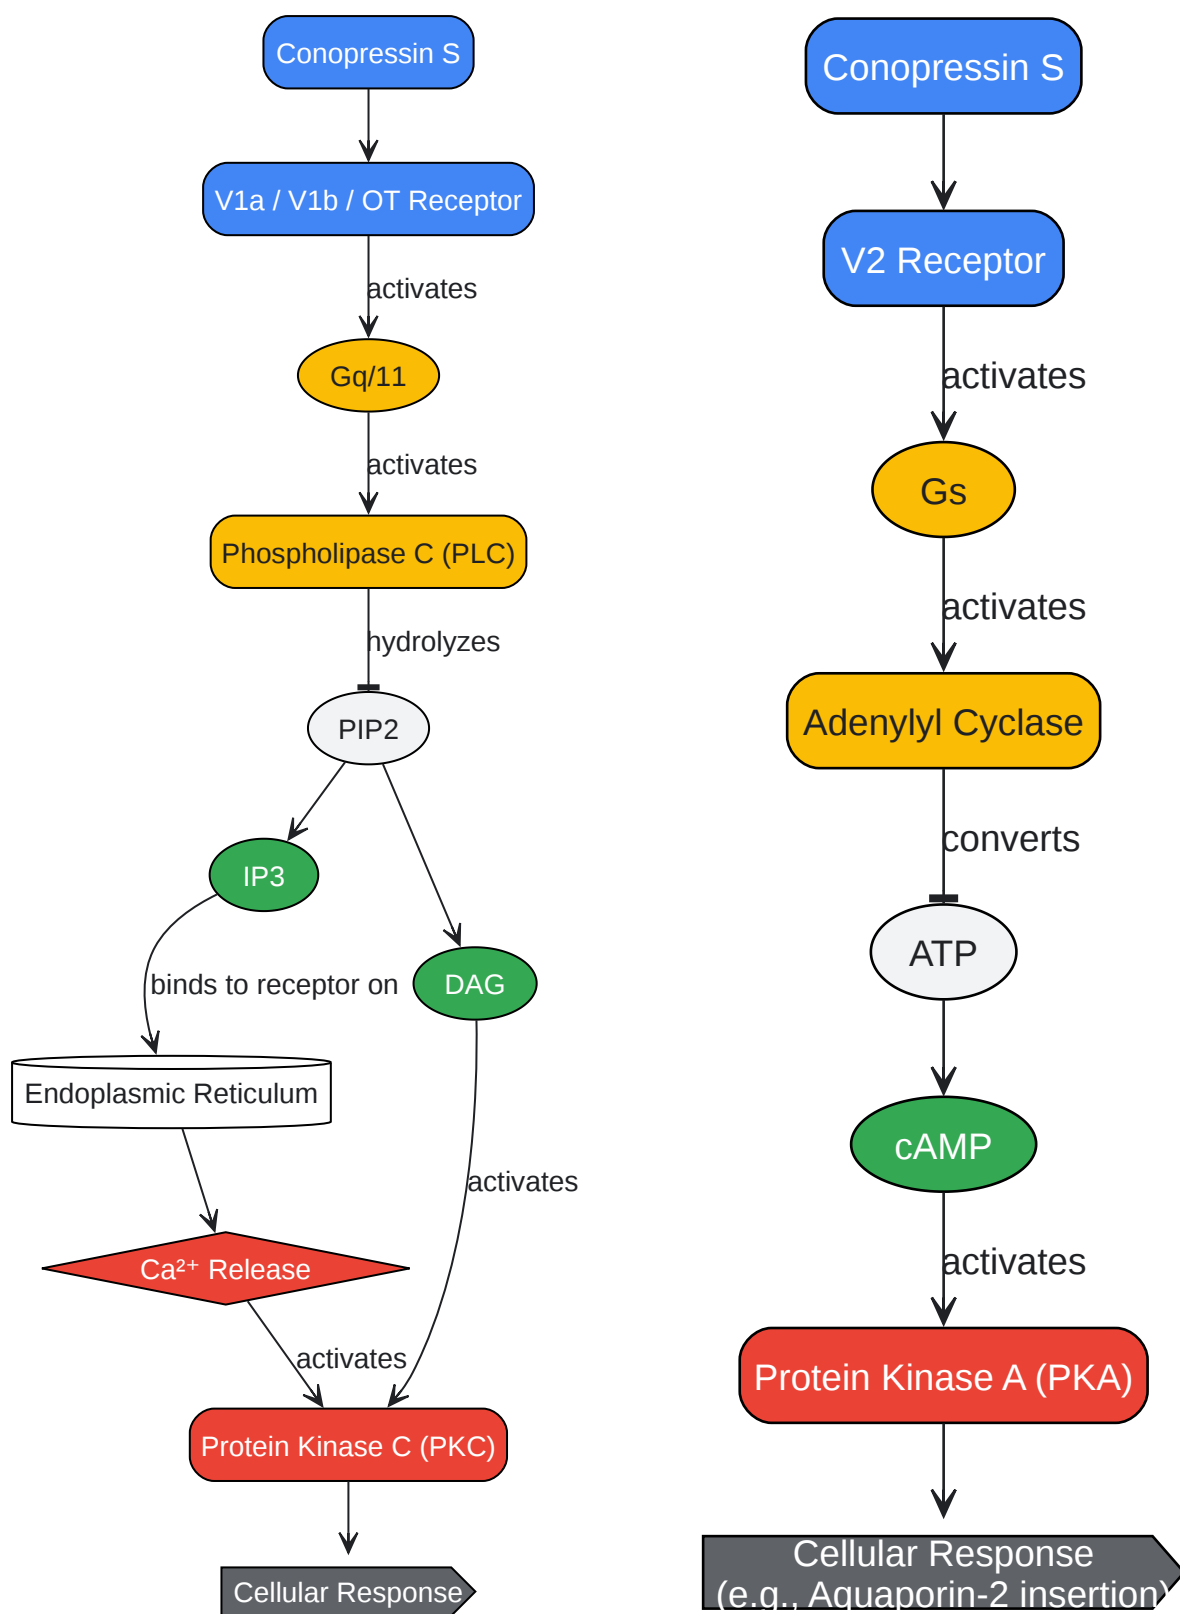 Conopressin S
V1a / V1b / OT Receptor
activates
Gq/11
activates
Phospholipase C (PLC)
hydrolyzes
PIP2
IP3
binds to receptor on
DAG
Endoplasmic Reticulum
activates
Ca²⁺ Release
activates
Protein Kinase C (PKC)
Cellular Response
Conopressin S
V2 Receptor
activates
Gs
activates
Adenylyl Cyclase
converts
ATP
cAMP
activates
Protein Kinase A (PKA)
Cellular Response
(e.g., Aquaporin-2 insertion)